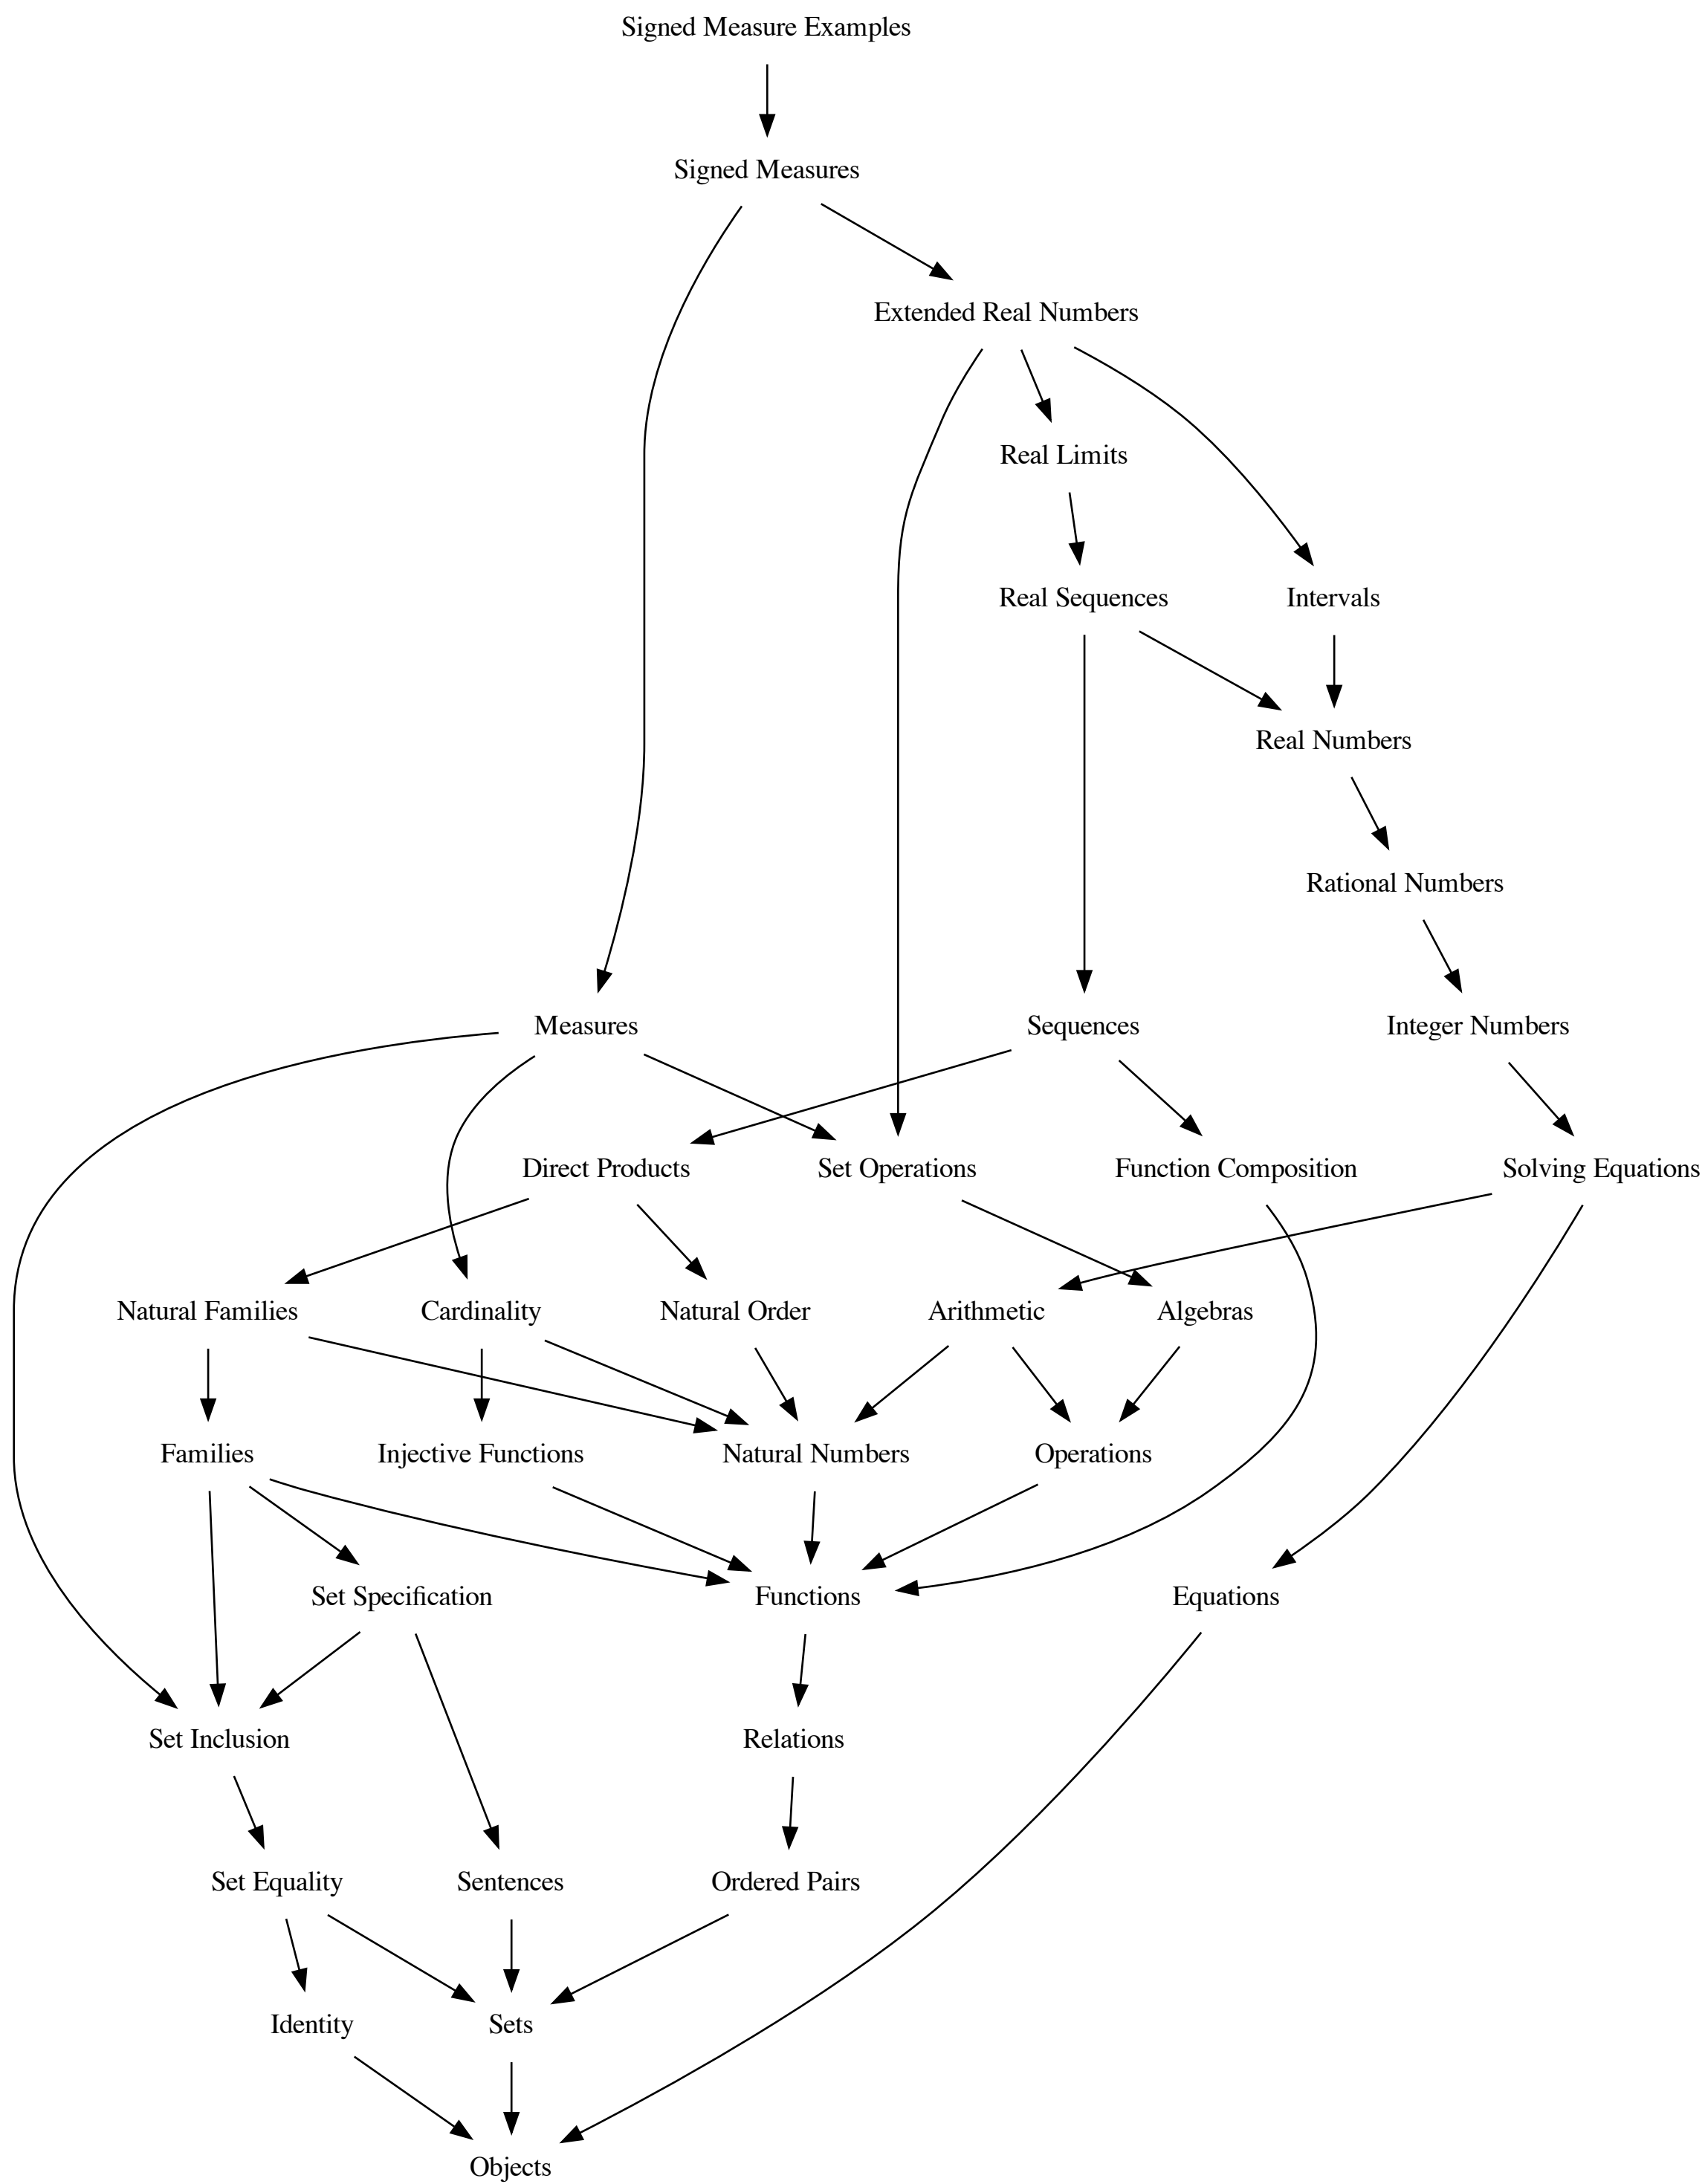 Signed Measure Examples
Signed Measures
Extended Real Numbers
Real Limits
Real Sequences
Intervals
Real Numbers
Rational Numbers
Measures
Sequences
Integer Numbers
Direct Products
Set Operations
Function Composition
Solving Equations
Natural Families
Cardinality
Natural Order
Arithmetic
Algebras
Families
Injective Functions
Natural Numbers
Operations
Set Specification
Functions
Equations
Set Inclusion
Relations
Set Equality
Sentences
Ordered Pairs
Identity
Sets
Objects